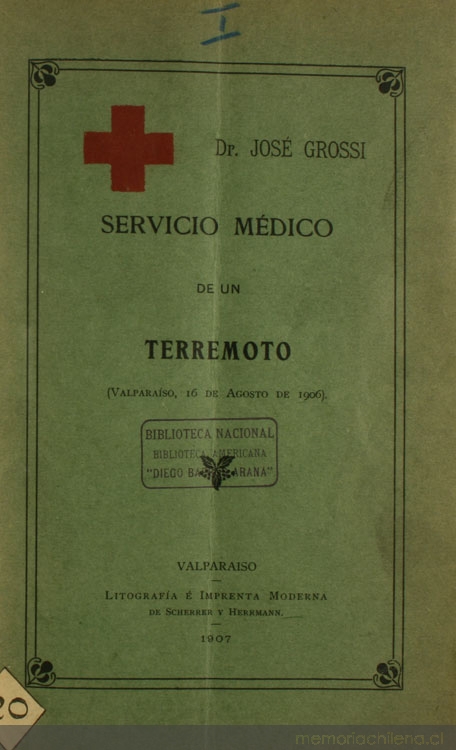 I
Dr. JOSÉ GROSSI
SERVICIO MÉDICO
DE UN
TERREMOTO
(Valparaíso, 16 de Agosto de 1906).
BIBLIOTECA NACIONAL
BIBLIOTECA AMERICANA
"DIEGO BA ARANA"
VALPARAISO
Litografía é Imprenta Moderna
de Scherrer y Herrmann.
1907
20
memoriachilena.cl